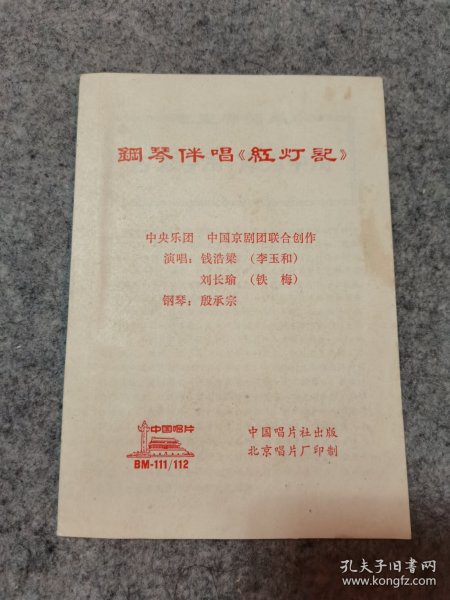 鋼琴伴唱《紅灯記》
中央乐团 中国京剧团联合创作
演唱：钱浩梁（李玉和）
刘长瑜（铁 梅）
钢琴：殷承宗
中国唱片
BM-111/112
中国唱片社出版
北京唱片厂印制
孔夫子旧书网
www.kongfz.com